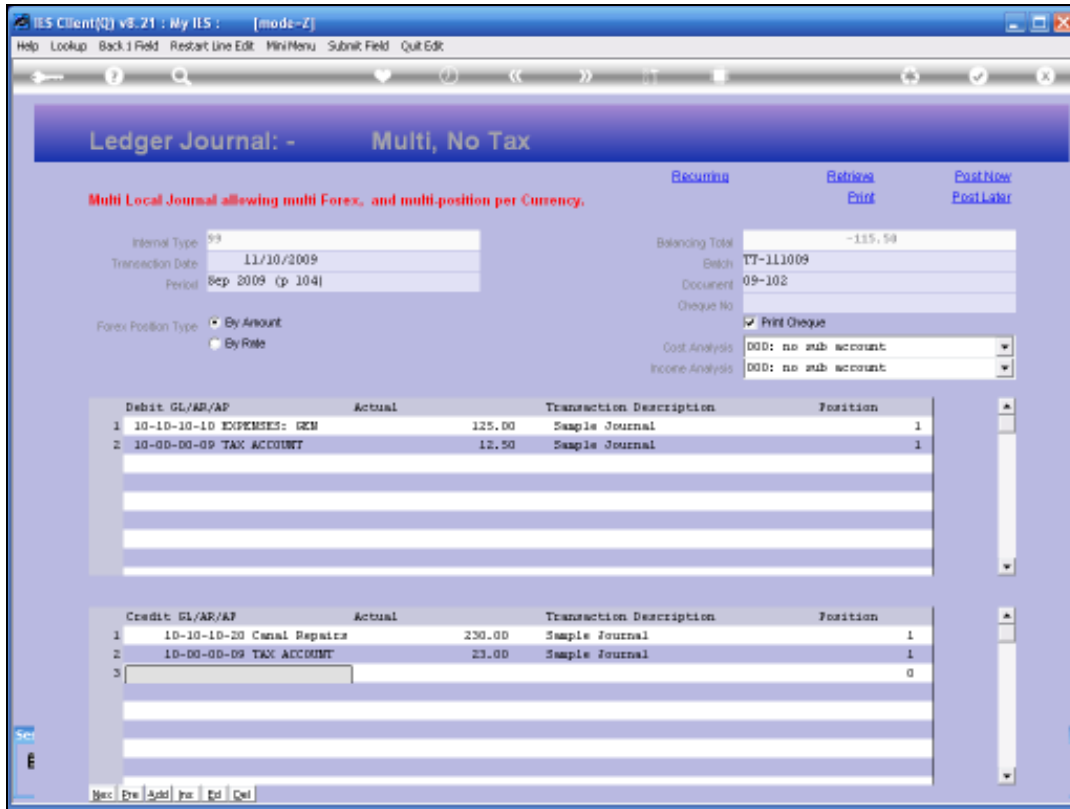 IES Client(Q) v8.21 : My IES : [mode-Z]
Help Lookup Back 1 Field Restart Line Edit MiniMenu Submit Field Quit Edit
Ledger Journal: - Multi, No Tax
Recurring Retrieve Post Now
Print Post Later
Multi Local Journal allowing multi Forex, and multi-position per Currency.
Internal Type 99 Balancing Total -115.50
Transaction Date 11/10/2009 Batch TT-111009
Period Sep 2009 (p 104) Document 09-102
Cheque No
Forex Position Type By Amount Print Cheque
By Rate Cost Analysis 000: no sub account
Income Analysis 000: no sub account
Debit GL/AR/AP Actual Transaction Description Position
1 10-10-10-10 EXPENSES: GEN 125.00 Sample Journal 1
2 10-00-00-09 TAX ACCOUNT 12.50 Sample Journal 1
Credit GL/AR/AP Actual Transaction Description Position
1 10-10-10-20 Canal Repairs 230.00 Sample Journal 1
2 10-00-00-09 TAX ACCOUNT 23.00 Sample Journal 1
3 0
Nex Pre Add Ins Ed Del